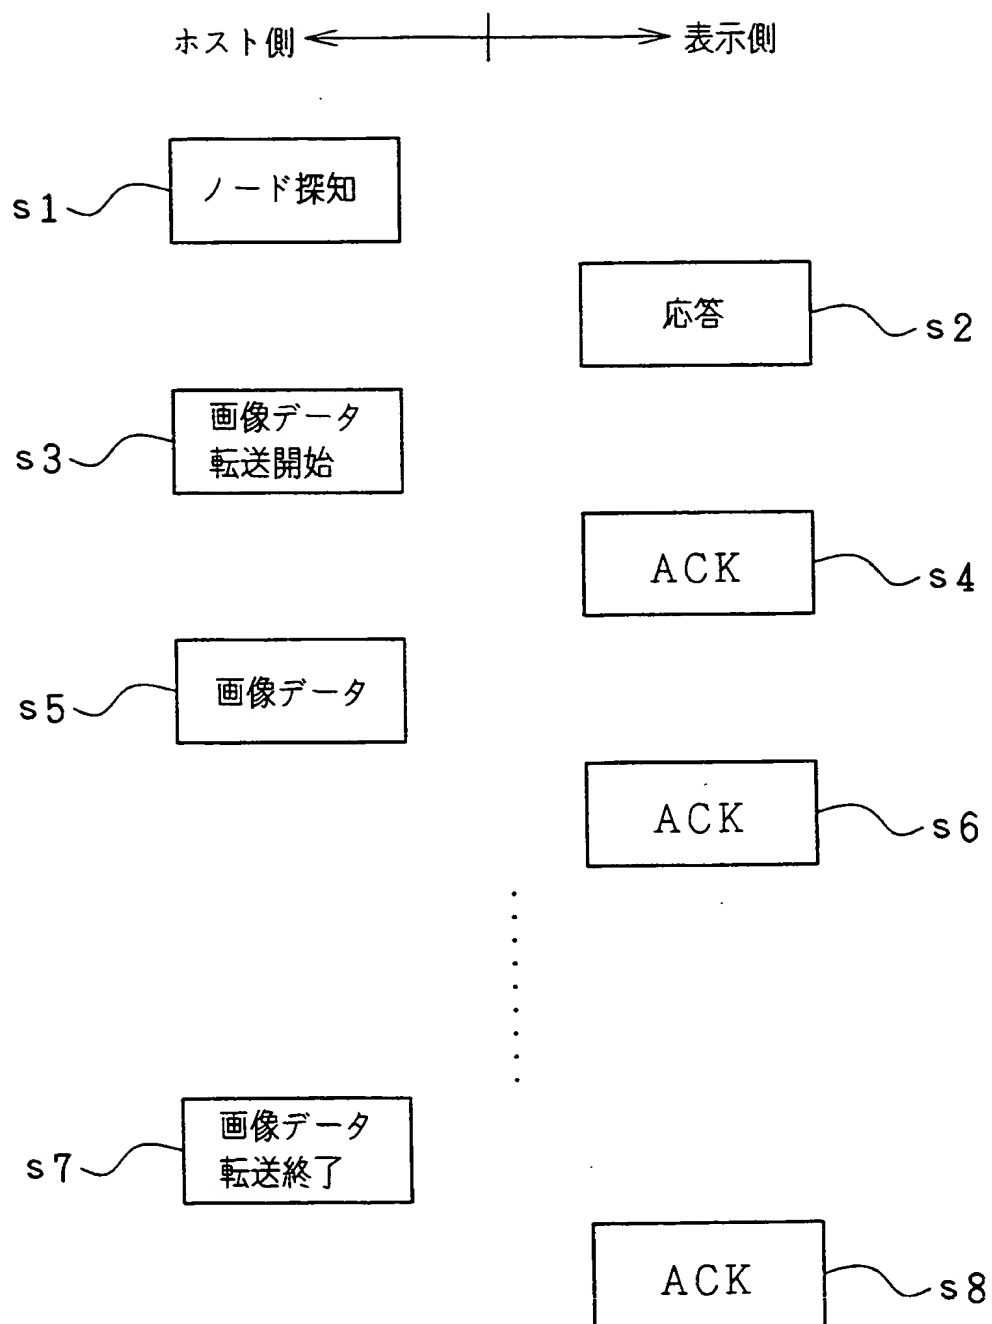 ホスト側 表示側
s1 ノード探知
応答 s2
s3 画像データ
転送開始
ACK s4
s5 画像データ
ACK s6
s7 画像データ
転送終了
ACK s8